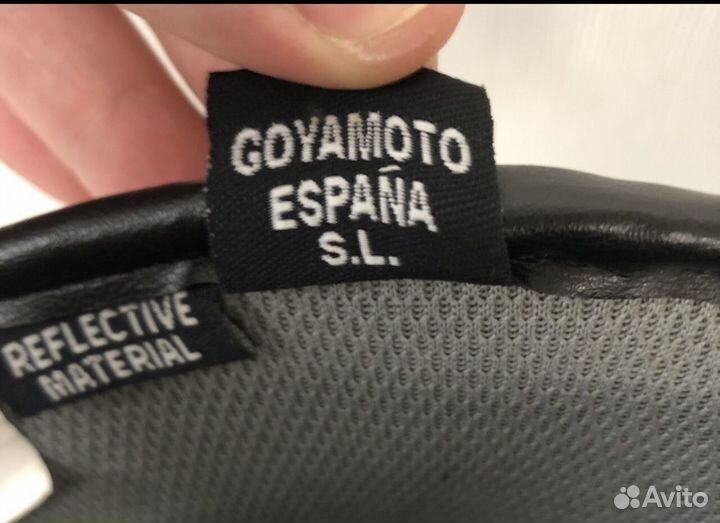 GOYAMOTO
ESPAÑA
S.L.
REFLECTIVE
MATERIAL
Avito